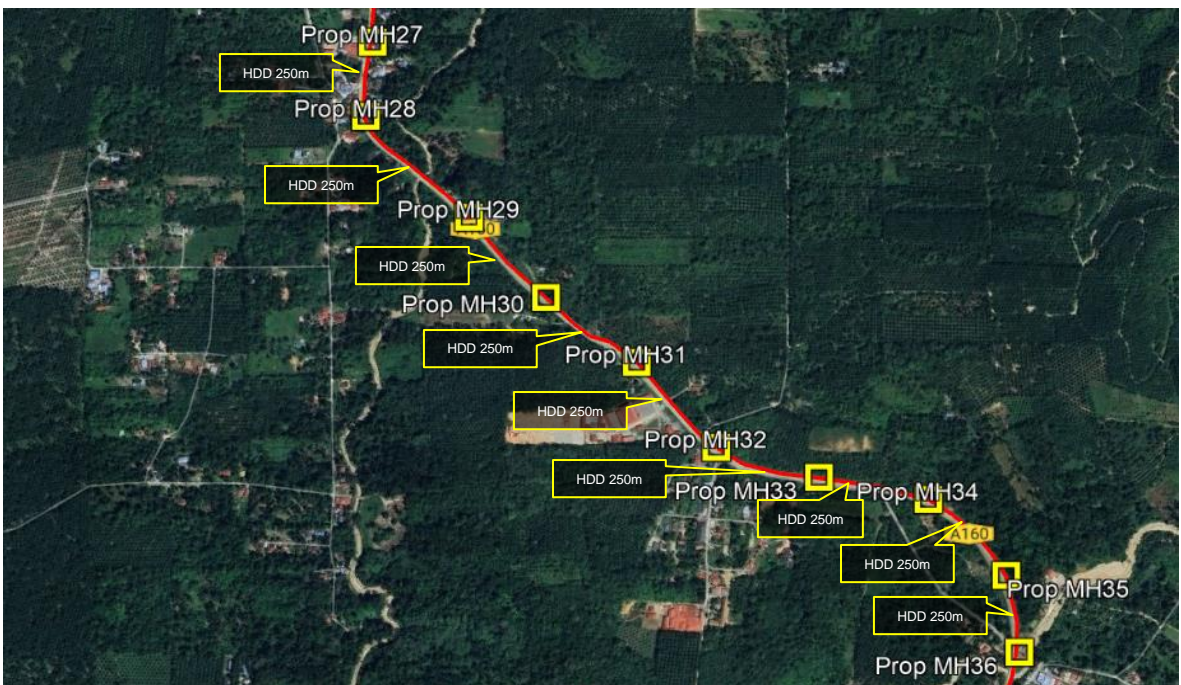 Prop MH27
HDD 250m
Prop MH28
HDD 250m
Prop MH29
HDD 250m
Prop MH30
HDD 250m
Prop MH31
HDD 250m
Prop MH32
HDD 250m
Prop MH33
HDD 250m
Prop MH34
HDD 250m
A160
Prop MH35
HDD 250m
Prop MH36